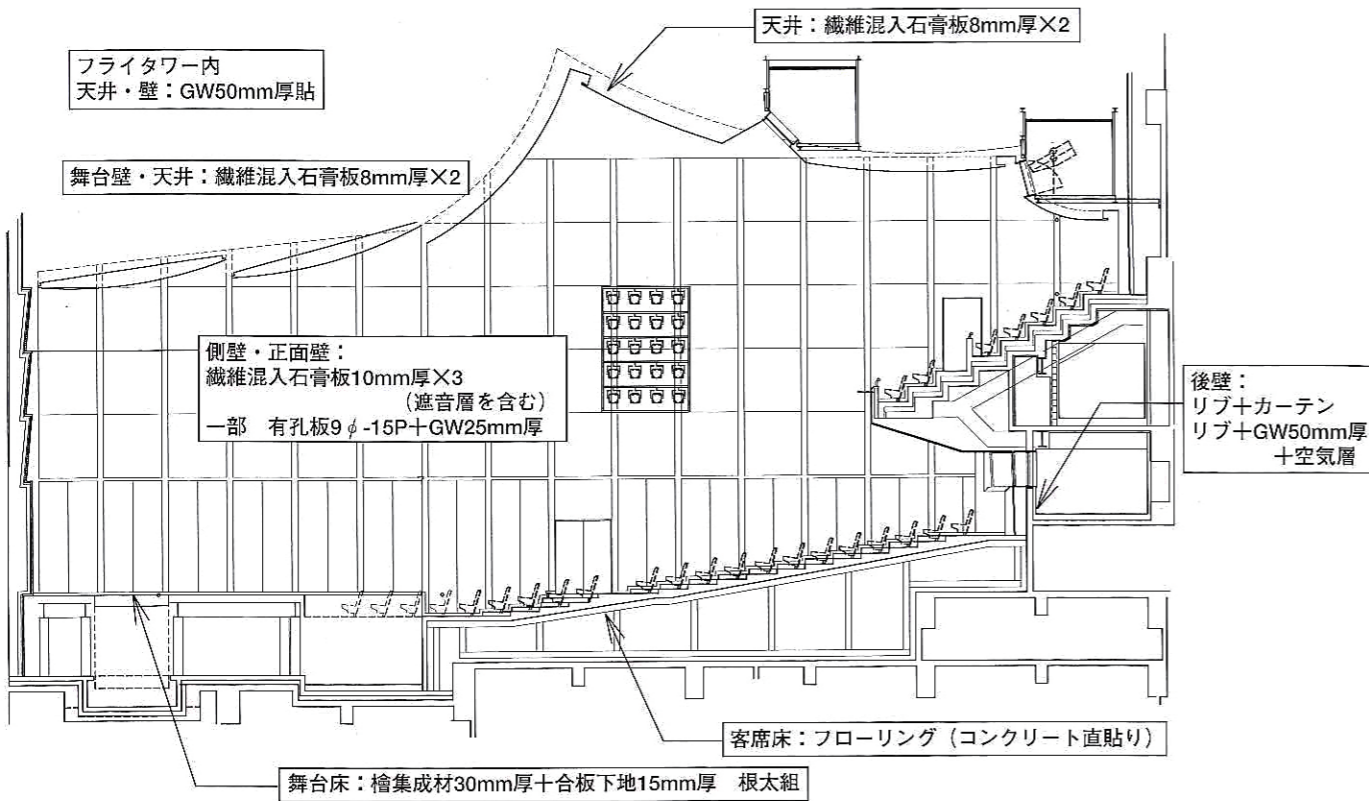 天井：繊維混入石膏板8mm厚×2
フライタワー内
天井・壁：GW50mm厚貼
舞台壁・天井：繊維混入石膏板8mm厚×2
側壁・正面壁：
繊維混入石膏板10mm厚×3
（遮音層を含む）
一部　有孔板9φ-15P＋GW25mm厚
後壁：
リブ＋カーテン
リブ＋GW50mm厚
＋空気層
客席床：フローリング（コンクリート直貼り）
舞台床：檜集成材30mm厚＋合板下地15mm厚　根太組